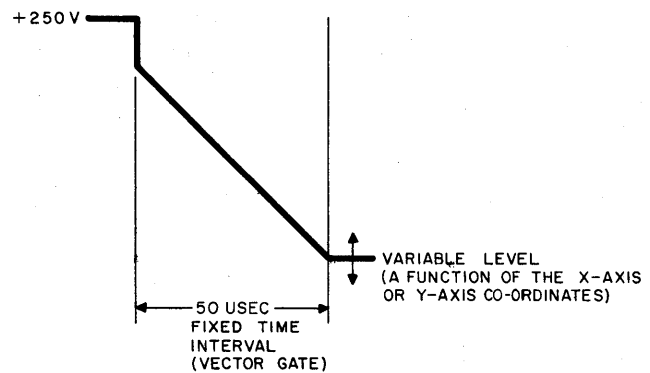 +250V
VARIABLE LEVEL
(A FUNCTION OF THE X-AXIS
OR Y-AXIS CO-ORDINATES)
50 USEC
FIXED TIME
INTERVAL
(VECTOR GATE)